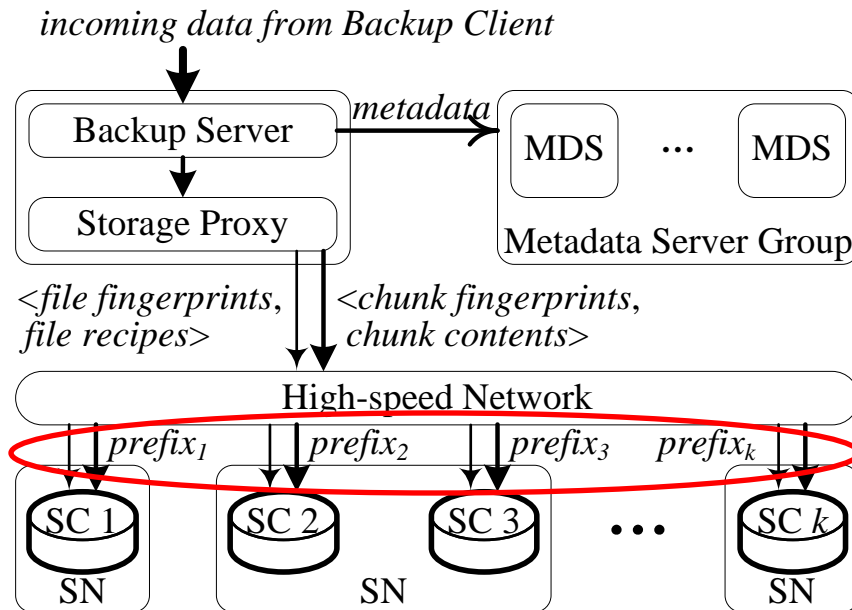 incoming data from Backup Client
Backup Server
metadata
MDS
...
MDS
Storage Proxy
Metadata Server Group
<file fingerprints,
file recipes>
<chunk fingerprints,
chunk contents>
High-speed Network
prefix1
prefix2
prefix3
prefixk
SC 1
SC 2
SC 3
...
SC k
SN
SN
SN